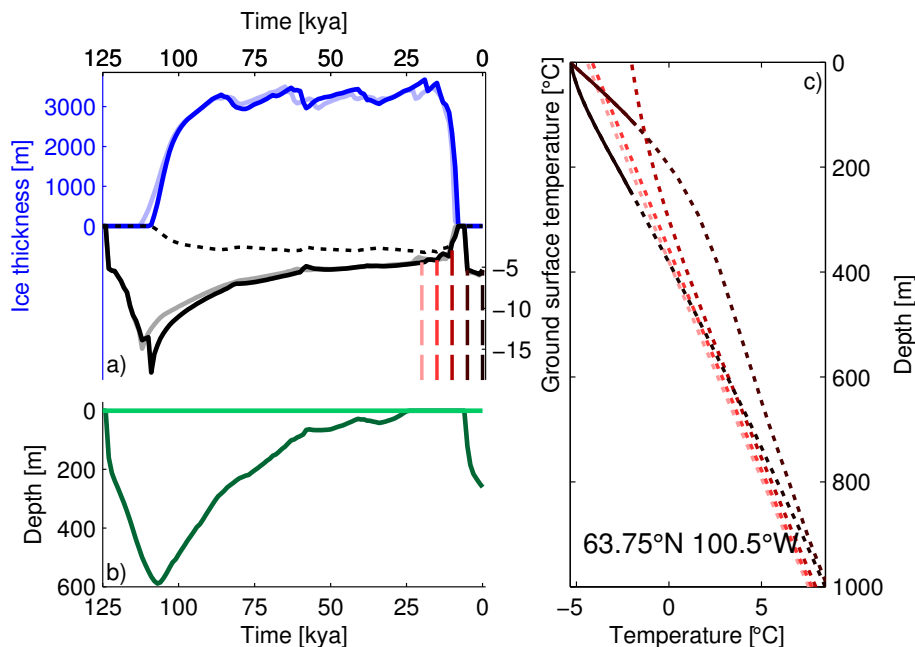 Time [kya]
125 100 75 50 25 0
Ice thickness [m]
3000
2000
1000
0
−5
−10
−15
Ground surface temperature [°C]
a)
Depth [m]
0
200
400
600
b)
125 100 75 50 25 0
Time [kya]
c)
0
200
400
600
800
1000
Depth [m]
63.75°N 100.5°W
−5 0 5
Temperature [°C]